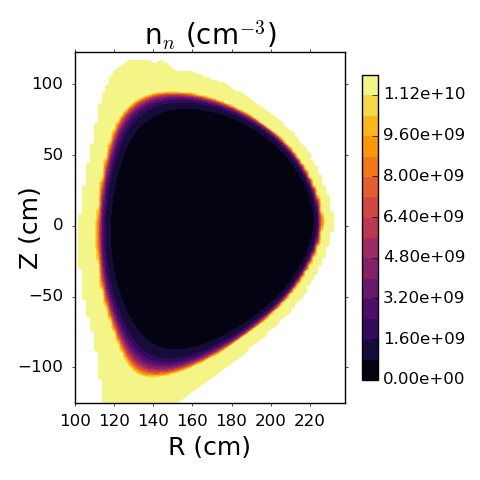 n_n (cm^{-3})
100
50
0
−50
−100
Z (cm)
100 120 140 160 180 200 220
R (cm)
1.12e+10
9.60e+09
8.00e+09
6.40e+09
4.80e+09
3.20e+09
1.60e+09
0.00e+00